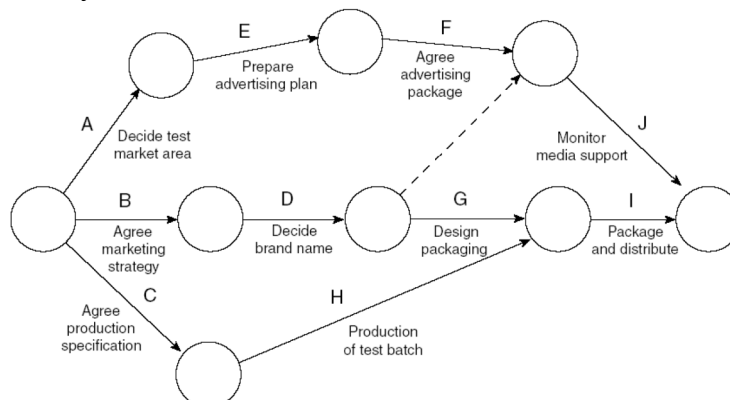 E
F
Prepare
advertising plan
Agree
advertising
package
A
Decide test
market area
J
Monitor
media support
B
Agree
marketing
strategy
D
Decide
brand name
G
Design
packaging
I
Package
and distribute
C
Agree
production
specification
H
Production
of test batch